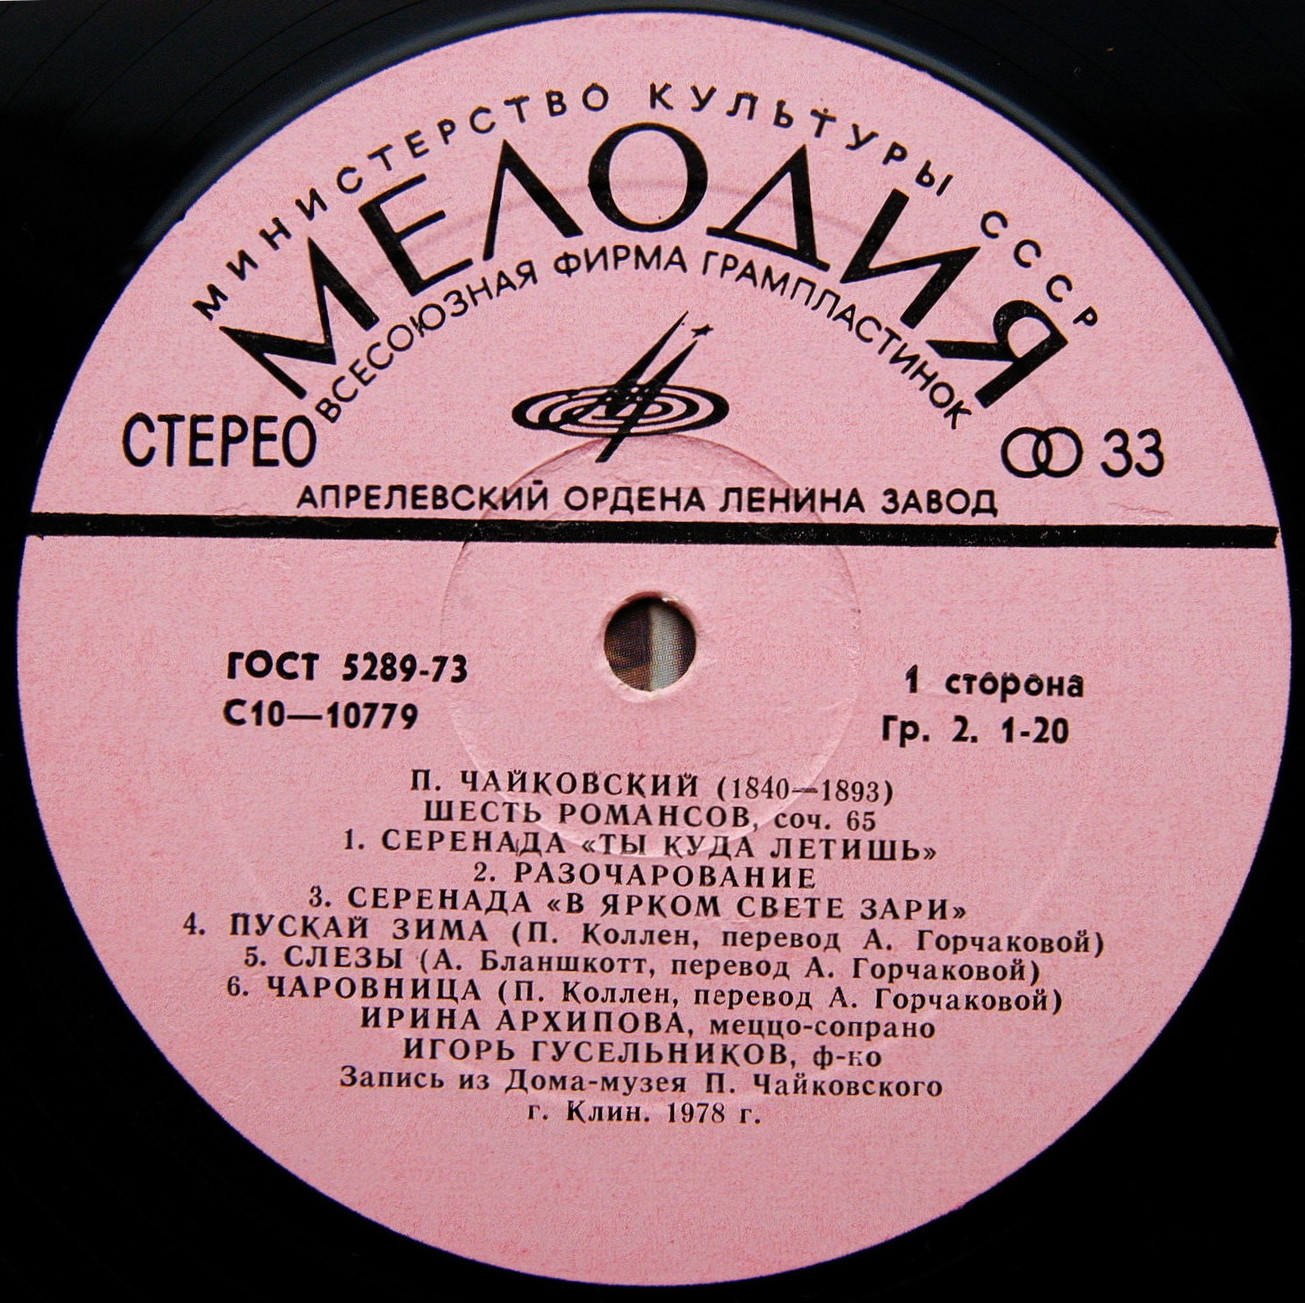 МИНИСТЕРСТВО КУЛЬТУРЫ СССР
МЕЛОДИЯ
ВСЕСОЮЗНАЯ ФИРМА ГРАМПЛАСТИНОК
СТЕРЕО
33
АПРЕЛЕВСКИЙ ОРДЕНА ЛЕНИНА ЗАВОД
ГОСТ 5289-73
С10—10779
1 сторона
Гр. 2. 1-20
П. ЧАЙКОВСКИЙ (1840—1893)
ШЕСТЬ РОМАНСОВ, соч. 65
1. СЕРЕНАДА «ТЫ КУДА ЛЕТИШЬ»
2. РАЗОЧАРОВАНИЕ
3. СЕРЕНАДА «В ЯРКОМ СВЕТЕ ЗАРИ»
4. ПУСКАЙ ЗИМА (П. Коллен, перевод А. Горчаковой)
5. СЛЕЗЫ (А. Бланшкотт, перевод А. Горчаковой)
6. ЧАРОВНИЦА (П. Коллен, перевод А. Горчаковой)
ИРИНА АРХИПОВА, меццо-сопрано
ИГОРЬ ГУСЕЛЬНИКОВ, ф-ко
Запись из Дома-музея П. Чайковского
г. Клин. 1978 г.